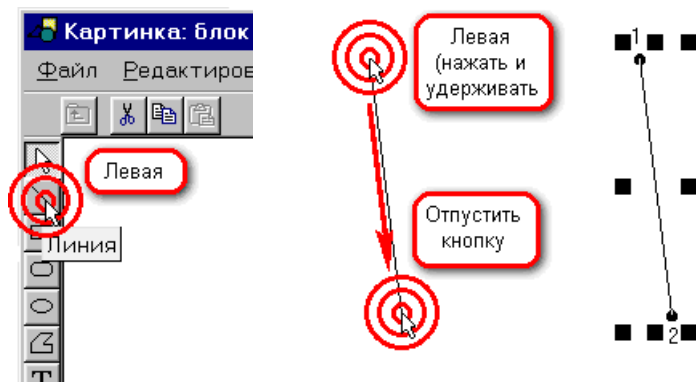 Картинка: блок
Файл Редактиров
Левая
Линия
T
Левая
(нажать и
удерживать
Отпустить
кнопку
1
2